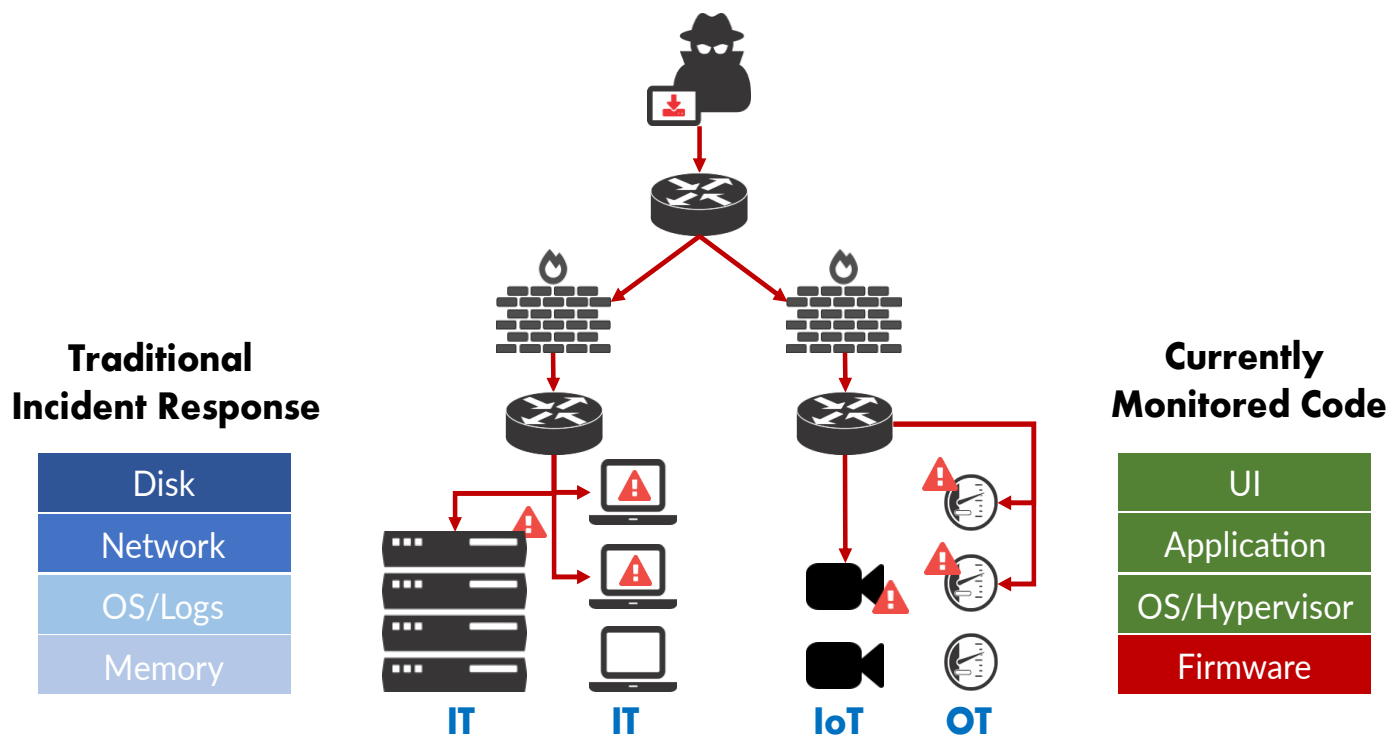 Traditional
Incident Response
Disk
Network
OS/Logs
Memory
IT
IT
IoT
OT
Currently
Monitored Code
UI
Application
OS/Hypervisor
Firmware